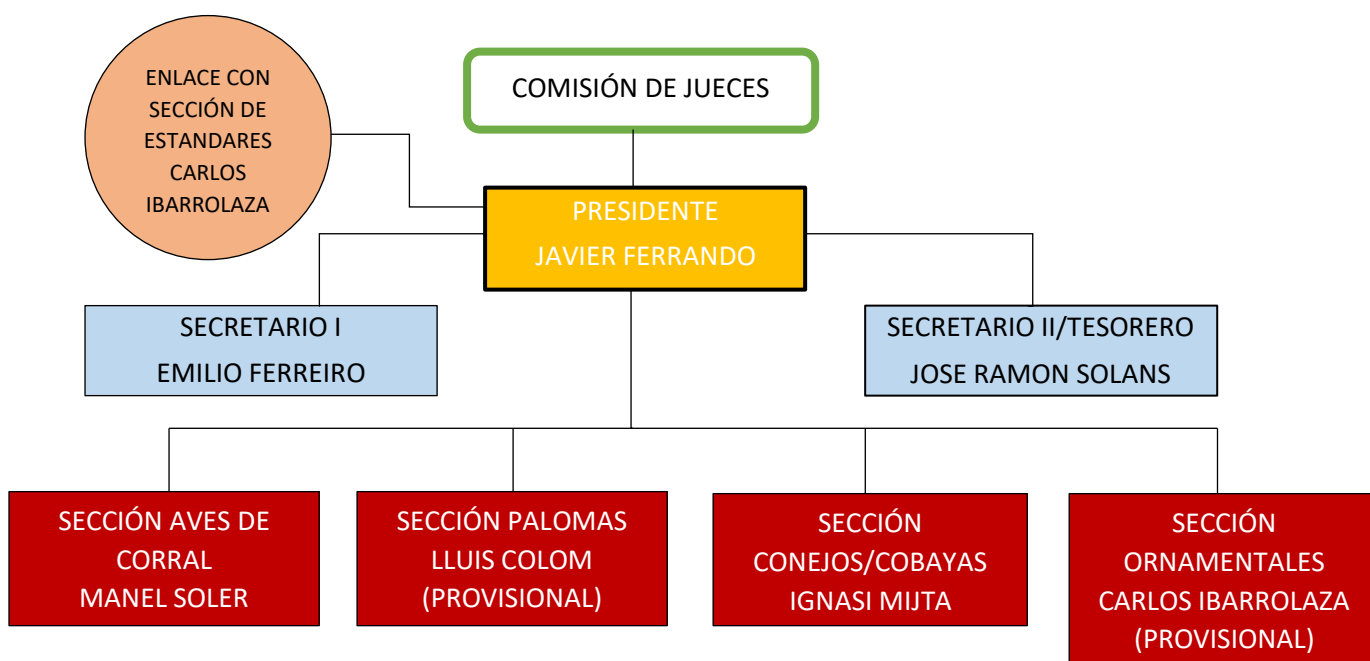 ENLACE CON
SECCIÓN DE
ESTANDARES
CARLOS
IBARROLAZA
COMISIÓN DE JUECES
PRESIDENTE
JAVIER FERRANDO
SECRETARIO I
EMILIO FERREIRO
SECRETARIO II/TESORERO
JOSE RAMON SOLANS
SECCIÓN AVES DE
CORRAL
MANEL SOLER
SECCIÓN PALOMAS
LLUIS COLOM
(PROVISIONAL)
SECCIÓN
CONEJOS/COBAYAS
IGNASI MIJTA
SECCIÓN
ORNAMENTALES
CARLOS IBARROLAZA
(PROVISIONAL)